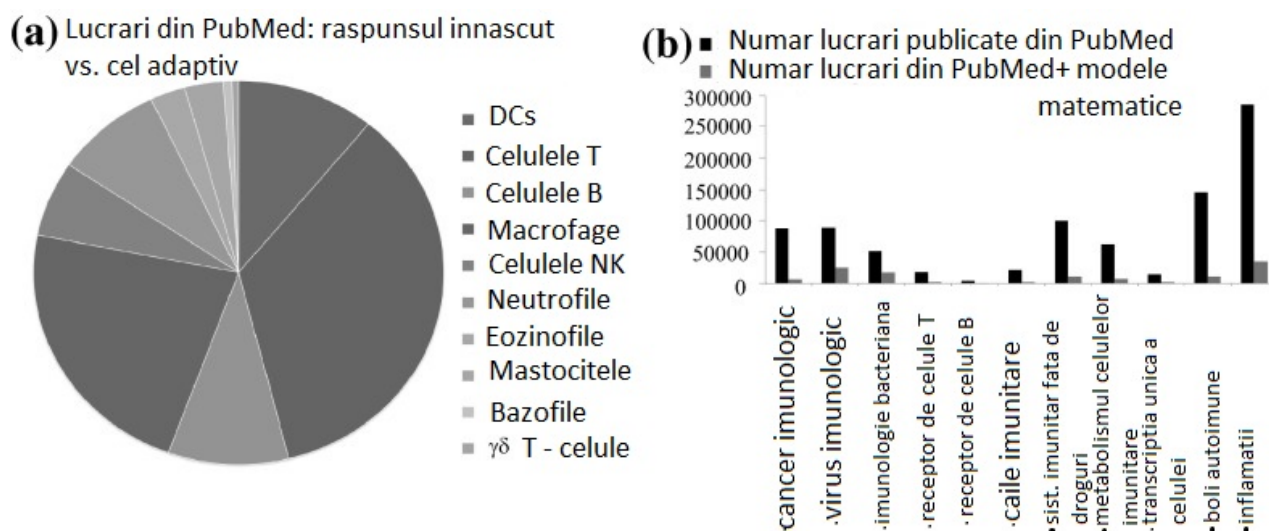 (a) Lucrari din PubMed: raspunsul innascut
vs. cel adaptiv
DCs
Celulele T
Celulele B
Macrofage
Celulele NK
Neutrofile
Eozinofile
Mastocitele
Bazofile
γδ T - celule
(b) Numar lucrari publicate din PubMed
Numar lucrari din PubMed+ modele
matematice
300000
250000
200000
150000
100000
50000
0
·cancer imunologic
·virus imunologic
·imunologie bacteriana
·receptor de celule T
·receptor de celule B
·caile imunitare
•sist. imunitar fata de
droguri
•metabolismul celulelor
imunitare
•transcriptia unica a
celulei
•boli autoimune
•inflamatii